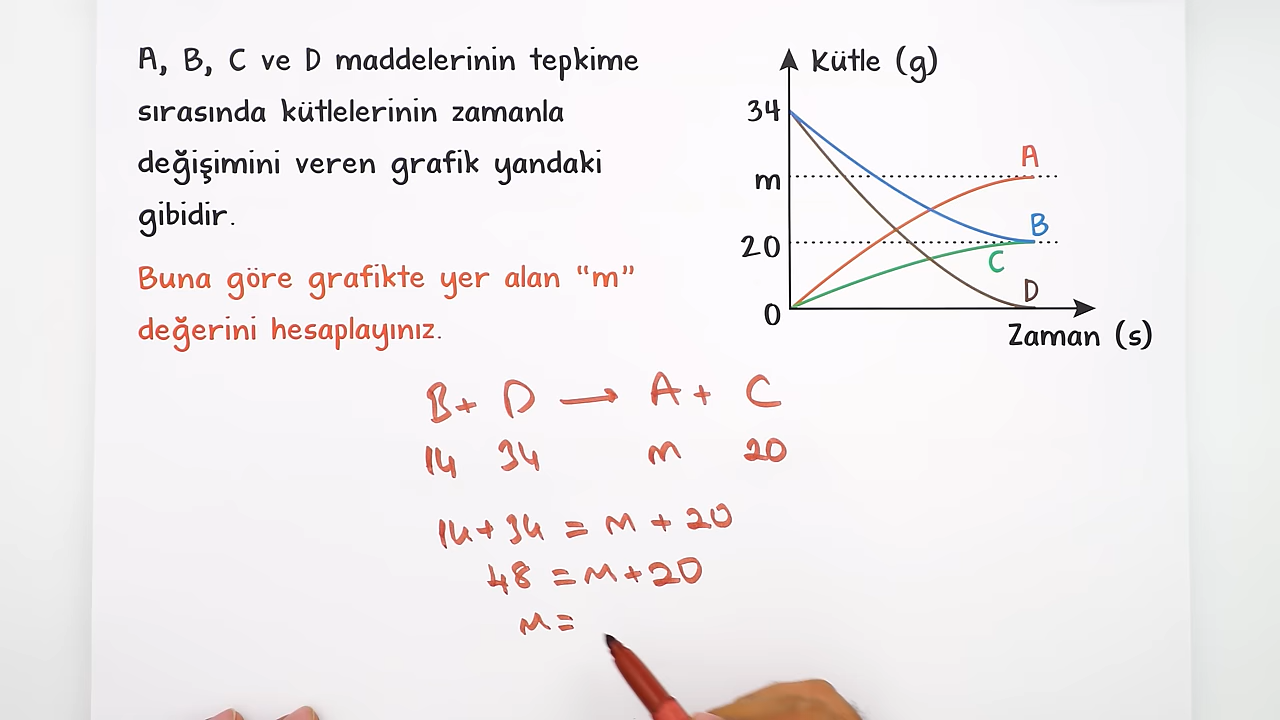 A, B, C ve D maddelerinin tepkime
sırasında kütlelerinin zamanla
değişimini veren grafik yandaki
gibidir.
Buna göre grafikte yer alan “m”
değerini hesaplayınız.
Kütle (g)
34
m
20
0
A
B
C
D
Zaman (s)
B + D → A + C
14 34 m 20
14 + 34 = m + 20
48 = m + 20
m =